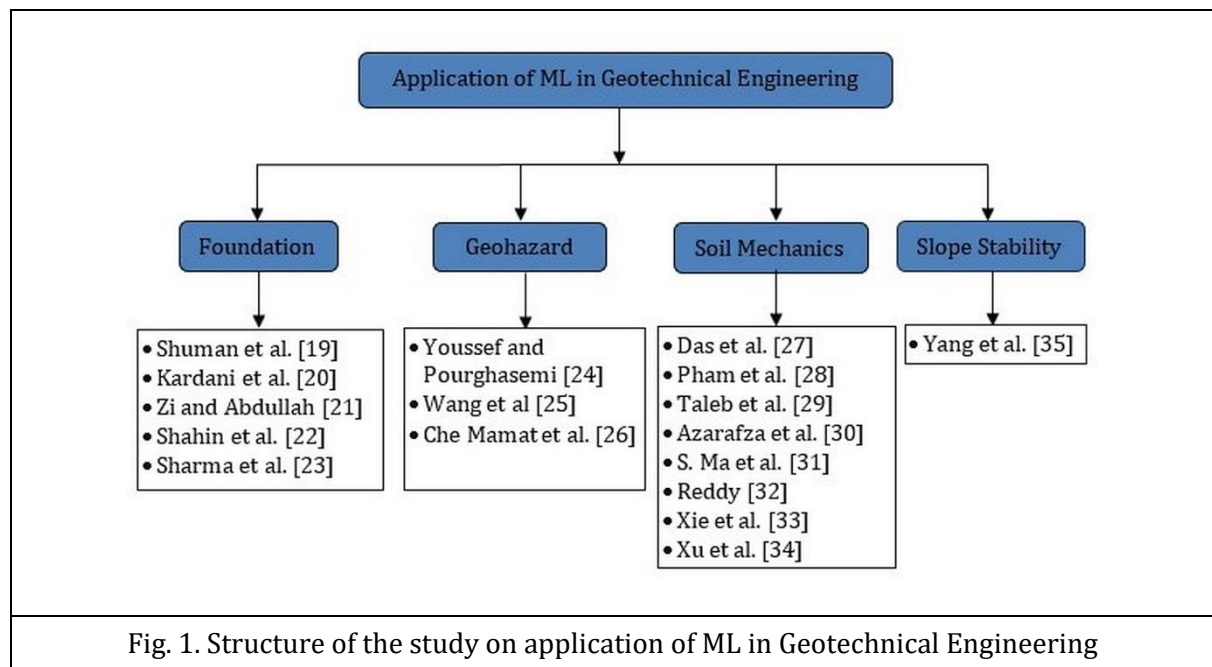 Application of ML in Geotechnical Engineering
Foundation
Geohazard
Soil Mechanics
Slope Stability
• Shuman et al. [19]
• Kardani et al. [20]
• Zi and Abdullah [21]
• Shahin et al. [22]
• Sharma et al. [23]
• Youssef and
Pourghasemi [24]
• Wang et al [25]
• Che Mamat et al. [26]
• Das et al. [27]
• Pham et al. [28]
• Taleb et al. [29]
• Azarafza et al. [30]
• S. Ma et al. [31]
• Reddy [32]
• Xie et al. [33]
• Xu et al. [34]
• Yang et al. [35]
Fig. 1. Structure of the study on application of ML in Geotechnical Engineering